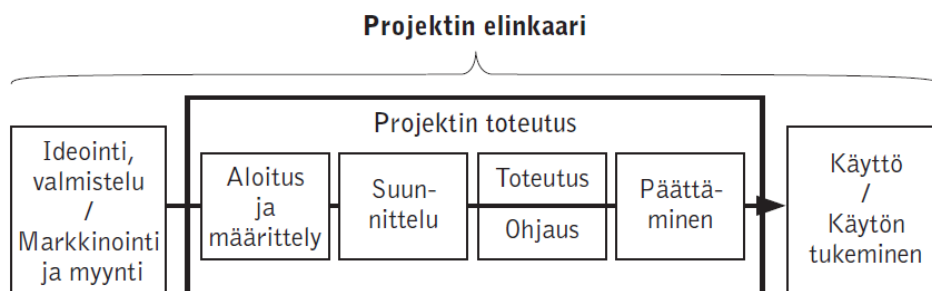 Projektin elinkaari
Projektin toteutus
Ideointi,
valmistelu
/
Markkinointi
ja myynti
Aloitus
ja
määrittely
Suun-
nittelu
Toteutus
Ohjaus
Päättä-
minen
Käyttö
/
Käytön
tukeminen